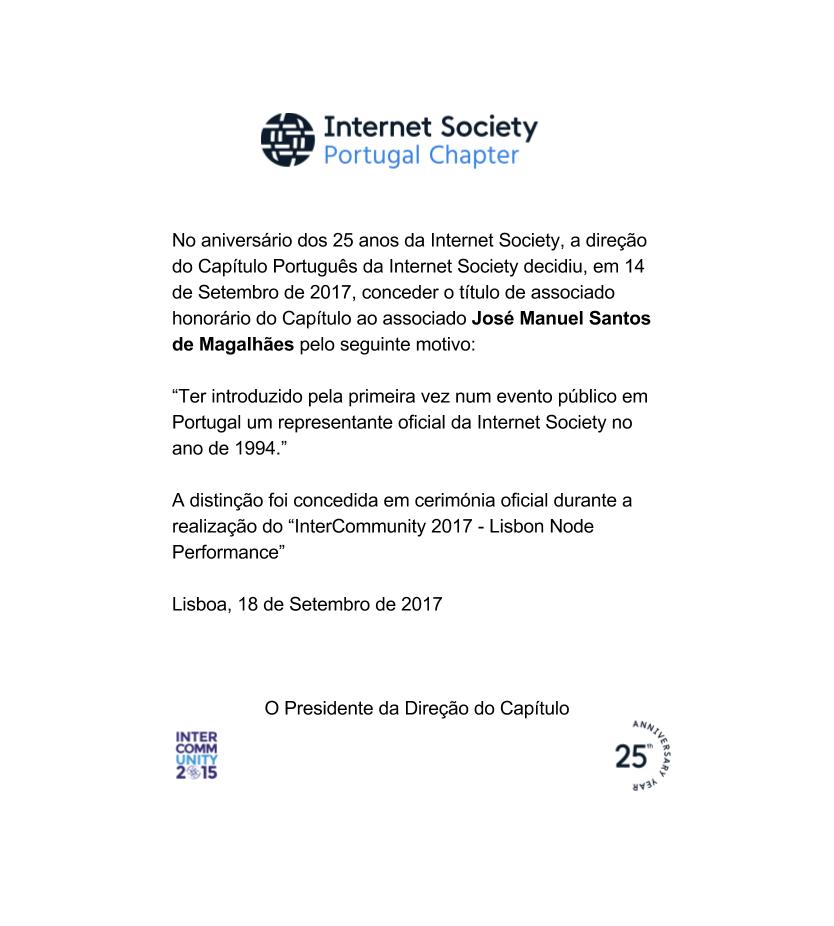 Internet Society
Portugal Chapter
No aniversário dos 25 anos da Internet Society, a direção
do Capítulo Português da Internet Society decidiu, em 14
de Setembro de 2017, conceder o título de associado
honorário do Capítulo ao associado José Manuel Santos
de Magalhães pelo seguinte motivo:
“Ter introduzido pela primeira vez num evento público em
Portugal um representante oficial da Internet Society no
ano de 1994.”
A distinção foi concedida em cerimónia oficial durante a
realização do “InterCommunity 2017 - Lisbon Node
Performance”
Lisboa, 18 de Setembro de 2017
O Presidente da Direção do Capítulo
INTER
COMM
UNITY
2015
25th
ANNIVERSARY YEAR